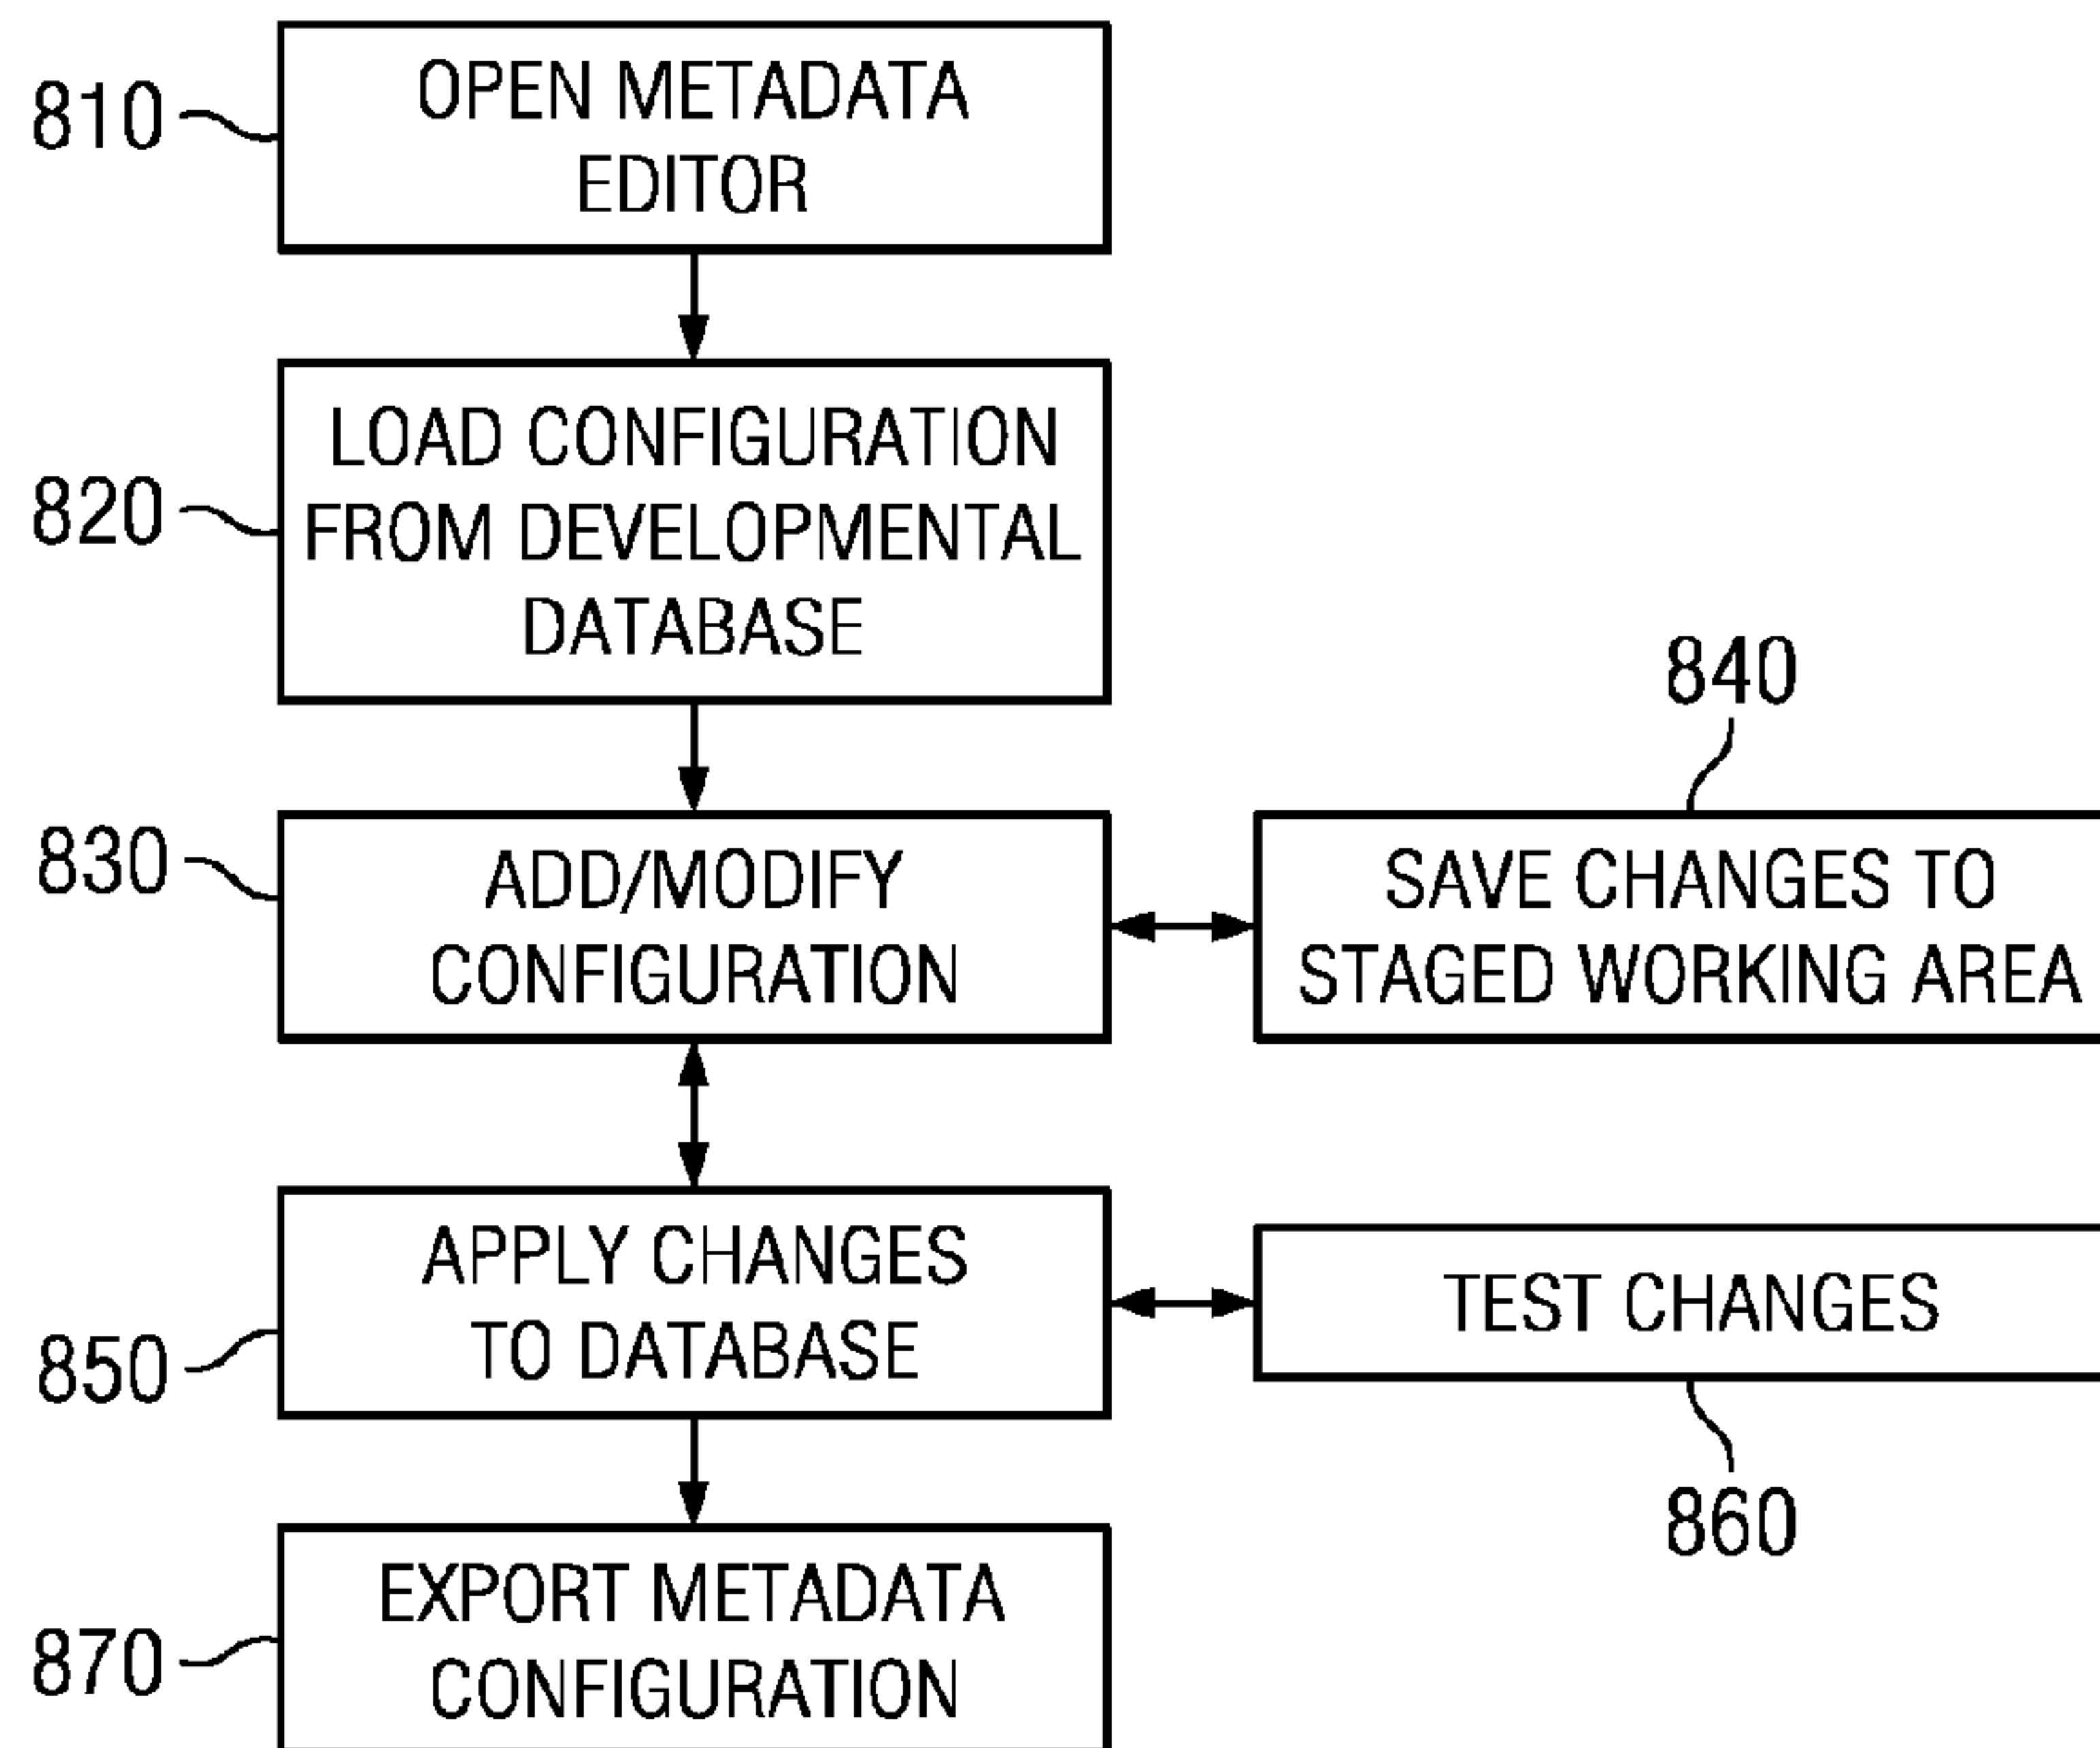 810
OPEN METADATA
EDITOR
820
LOAD CONFIGURATION
FROM DEVELOPMENTAL
DATABASE
830
ADD/MODIFY
CONFIGURATION
840
SAVE CHANGES TO
STAGED WORKING AREA
850
APPLY CHANGES
TO DATABASE
TEST CHANGES
860
870
EXPORT METADATA
CONFIGURATION